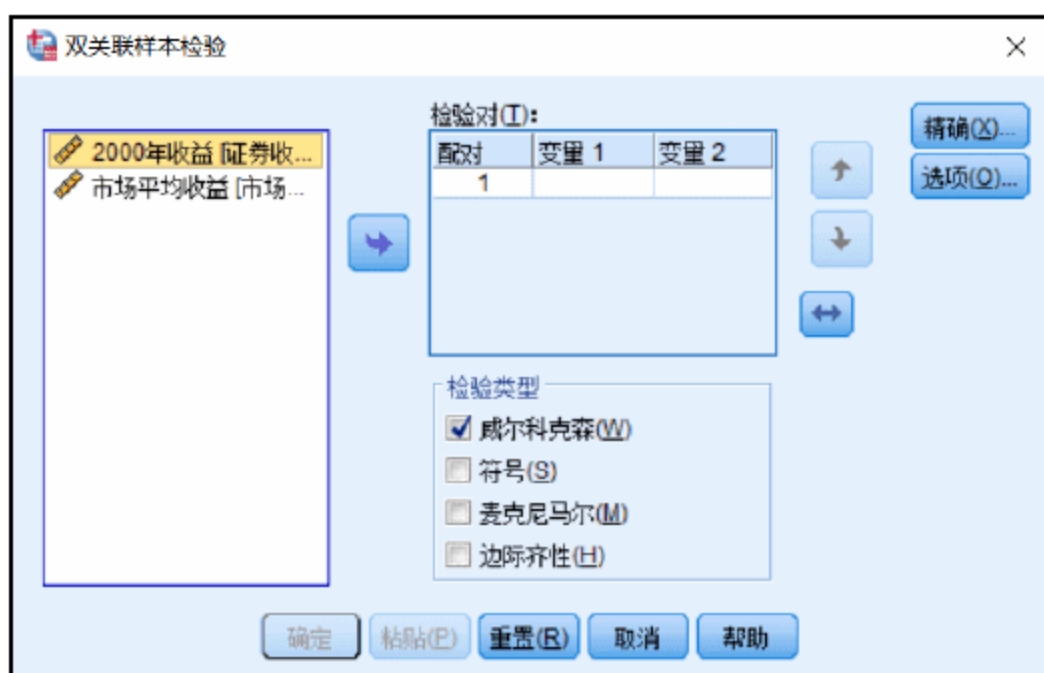 双关联样本检验
2000年收益 [证券收...
市场平均收益 [市场...
检验对(T):
配对 变量 1 变量 2
1
精确(X)...
选项(O)...
检验类型
威尔科克森(W)
符号(S)
麦克尼马尔(M)
边际齐性(H)
确定 粘贴(P) 重置(R) 取消 帮助